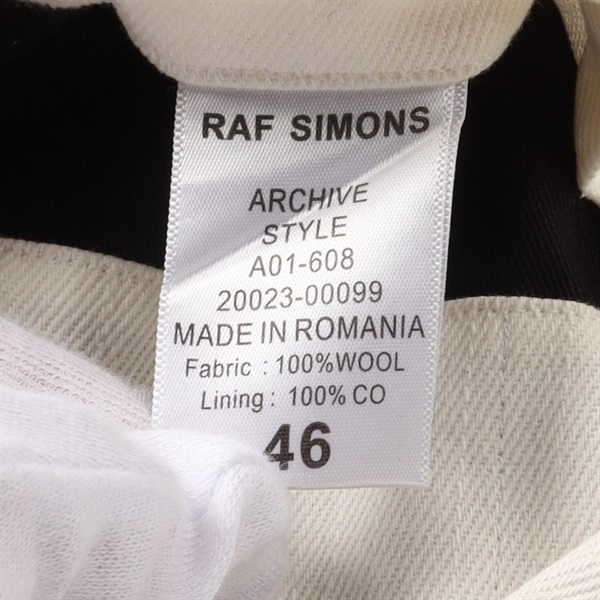 RAF SIMONS
ARCHIVE
STYLE
A01-608
20023-00099
MADE IN ROMANIA
Fabric : 100%WOOL
Lining : 100% CO
46